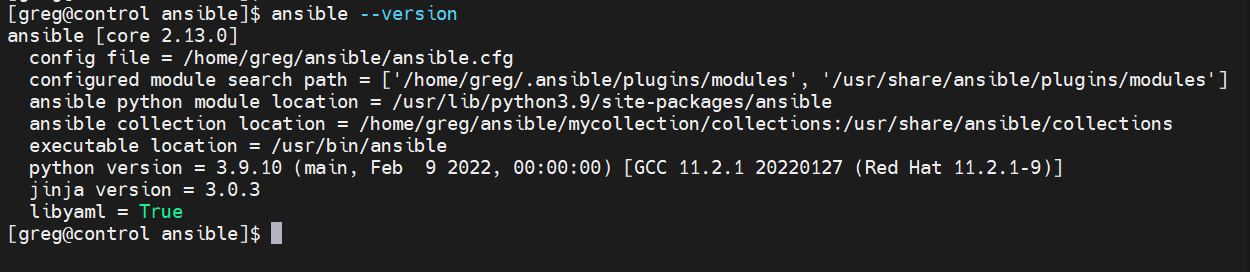 [greg@control ansible]$ ansible --version
ansible [core 2.13.0]
  config file = /home/greg/ansible/ansible.cfg
  configured module search path = ['/home/greg/.ansible/plugins/modules', '/usr/share/ansible/plugins/modules']
  ansible python module location = /usr/lib/python3.9/site-packages/ansible
  ansible collection location = /home/greg/ansible/mycollection/collections:/usr/share/ansible/collections
  executable location = /usr/bin/ansible
  python version = 3.9.10 (main, Feb  9 2022, 00:00:00) [GCC 11.2.1 20220127 (Red Hat 11.2.1-9)]
  jinja version = 3.0.3
  libyaml = True
[greg@control ansible]$